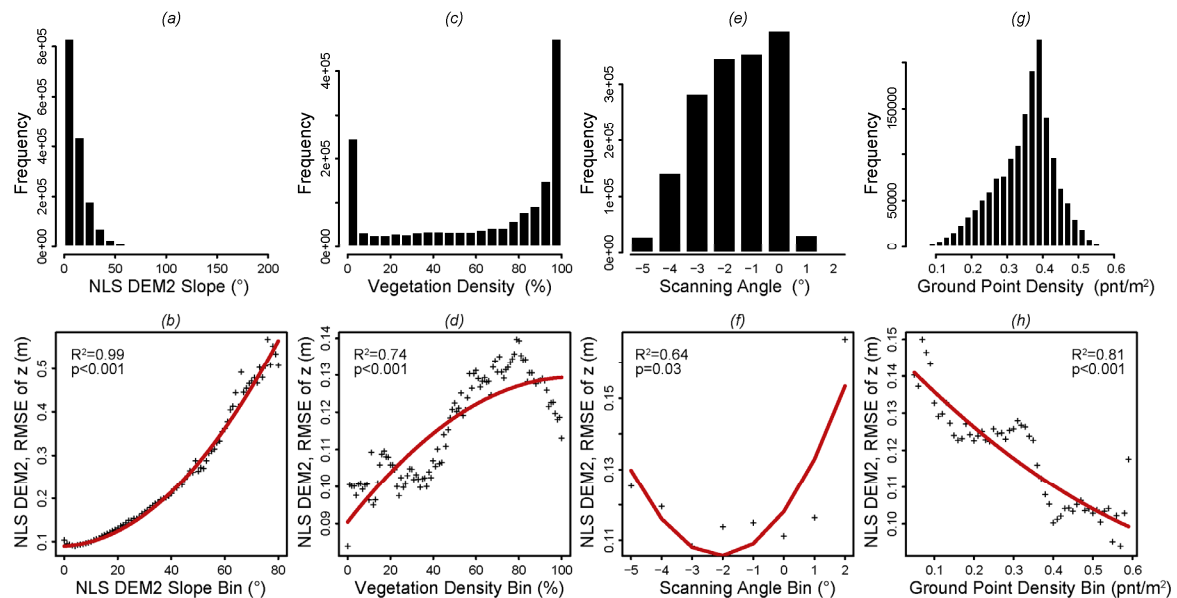 (a)
Frequency
0e+00 2e+05 4e+05 6e+05 8e+05
0 50 100 150 200
NLS DEM2 Slope (°)
(c)
Frequency
0e+00 2e+05 4e+05
0 20 40 60 80 100
Vegetation Density (%)
(e)
Frequency
0e+00 1e+05 2e+05 3e+05
−5 −4 −3 −2 −1 0 1 2
Scanning Angle (°)
(g)
Frequency
0 50000 150000
0.1 0.2 0.3 0.4 0.5 0.6
Ground Point Density (pnt/m²)
(b)
R²=0.99
p<0.001
NLS DEM2, RMSE of z (m)
0.1 0.2 0.3 0.4 0.5
0 20 40 60 80
NLS DEM2 Slope Bin (°)
(d)
R²=0.74
p<0.001
NLS DEM2, RMSE of z (m)
0.09 0.10 0.11 0.12 0.13 0.14
0 20 40 60 80 100
Vegetation Density Bin (%)
(f)
R²=0.64
p=0.03
NLS DEM2, RMSE of z (m)
0.11 0.13 0.15
−5 −4 −3 −2 −1 0 1 2
Scanning Angle Bin (°)
(h)
R²=0.81
p<0.001
NLS DEM2, RMSE of z (m)
0.10 0.11 0.12 0.13 0.14 0.15
0.1 0.2 0.3 0.4 0.5 0.6
Ground Point Density Bin (pnt/m²)